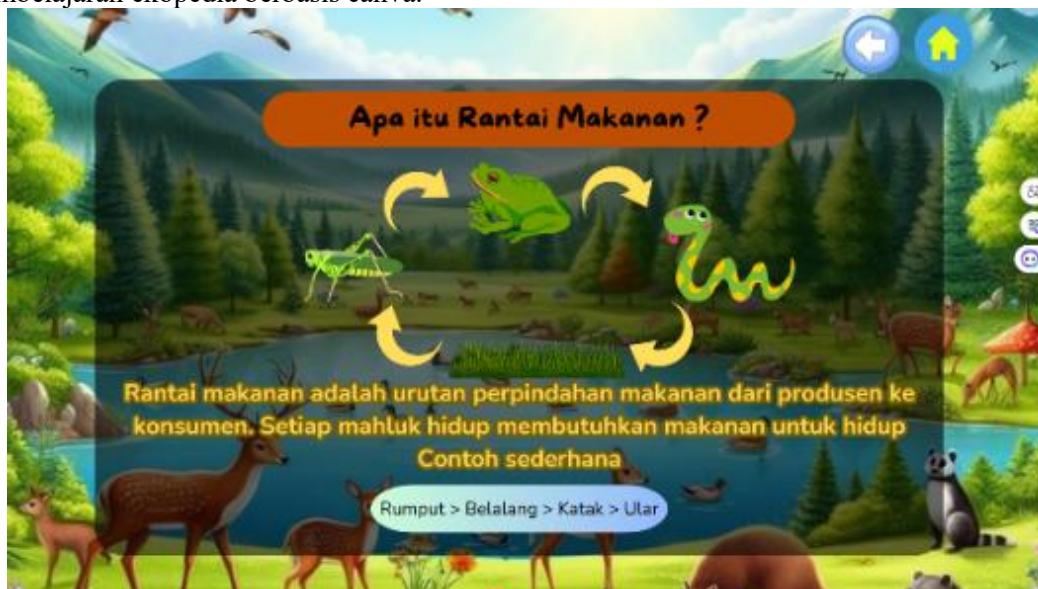 Apa itu Rantai Makanan ?
Rantai makanan adalah urutan perpindahan makanan dari produsen ke
konsumen. Setiap mahluk hidup membutuhkan makanan untuk hidup
Contoh sederhana
Rumput > Belalang > Katak > Ular